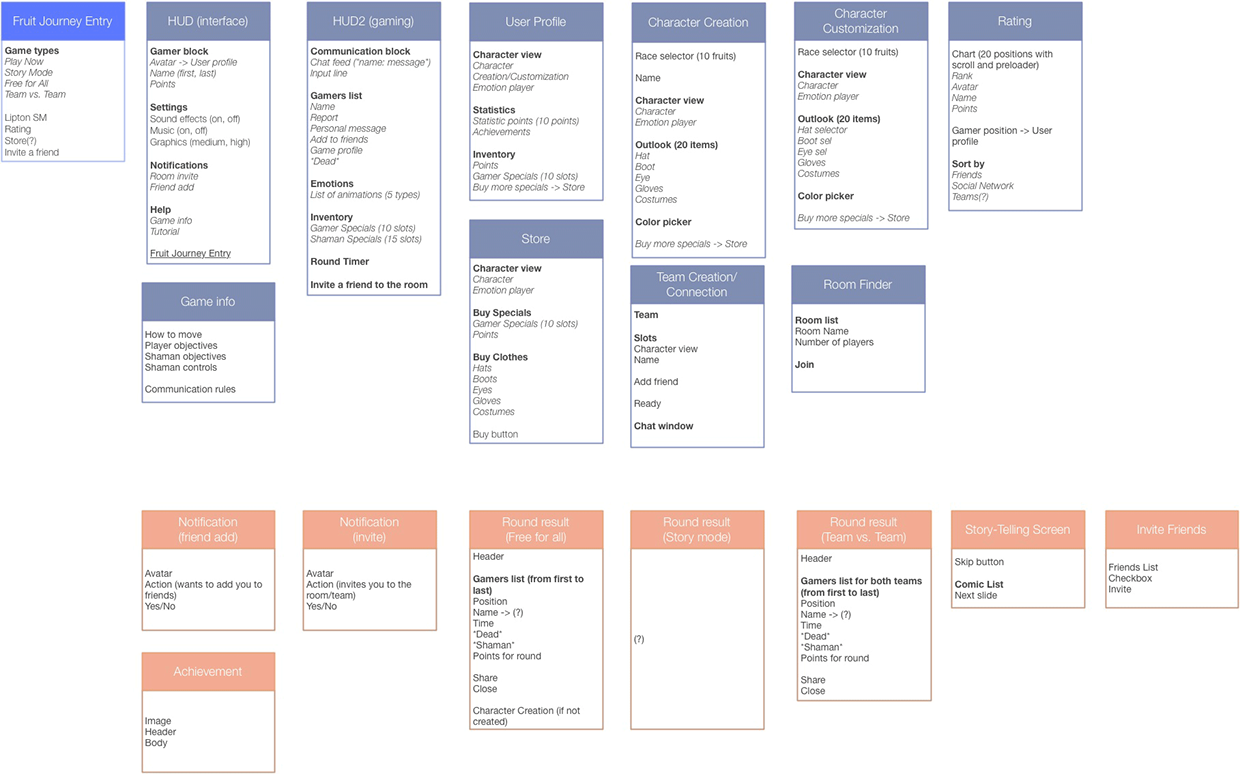 Fruit Journey Entry
Game types
Play Now
Story Mode
Free for All
Team vs. Team
Lipton SM
Rating
Store(?)
Invite a friend
HUD (interface)
Gamer block
Avatar -> User profile
Name (first, last)
Points
Settings
Sound effects (on, off)
Music (on, off)
Graphics (medium, high)
Notifications
Room invite
Friend add
Help
Game info
Tutorial
Fruit Journey Entry
HUD2 (gaming)
Communication block
Chat feed ("name: message")
Input line
Gamers list
Name
Report
Personal message
Add to friends
Game profile
*Dead*
Emotions
List of animations (5 types)
Inventory
Gamer Specials (10 slots)
Shaman Specials (15 slots)
Round Timer
Invite a friend to the room
User Profile
Character view
Character
Creation/Customization
Emotion player
Statistics
Statistic points (10 points)
Achievements
Inventory
Points
Gamer Specials (10 slots)
Buy more specials -> Store
Character Creation
Race selector (10 fruits)
Name
Character view
Character
Emotion player
Outlook (20 items)
Hat
Boot
Eye
Gloves
Costumes
Color picker
Buy more specials -> Store
Character
Customization
Race selector (10 fruits)
Character view
Character
Emotion player
Outlook (20 items)
Hat selector
Boot sel
Eye sel
Gloves
Costumes
Color picker
Buy more specials -> Store
Rating
Chart (20 positions with
scroll and preloader)
Rank
Avatar
Name
Points
Gamer position -> User
profile
Sort by
Friends
Social Network
Teams(?)
Game info
How to move
Player objectives
Shaman objectives
Shaman controls
Communication rules
Store
Character view
Character
Emotion player
Buy Specials
Gamer Specials (10 slots)
Points
Buy Clothes
Hats
Boots
Eyes
Gloves
Costumes
Buy button
Team Creation/
Connection
Team
Slots
Character view
Name
Add friend
Ready
Chat window
Room Finder
Room list
Room Name
Number of players
Join
Notification
(friend add)
Avatar
Action (wants to add you to
friends)
Yes/No
Notification
(invite)
Avatar
Action (invites you to the
room/team)
Yes/No
Round result
(Free for all)
Header
Gamers list (from first to
last)
Position
Name -> (?)
Time
*Dead*
*Shaman*
Points for round
Share
Close
Character Creation (if not
created)
Round result
(Story mode)
(?)
Round result
(Team vs. Team)
Header
Gamers list for both teams
(from first to last)
Position
Name -> (?)
Time
*Dead*
*Shaman*
Points for round
Share
Close
Story-Telling Screen
Skip button
Comic List
Next slide
Invite Friends
Friends List
Checkbox
Invite
Achievement
Image
Header
Body